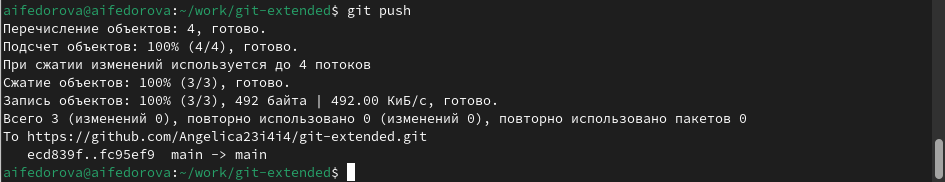 aifedorova@aifedorova:~/work/git-extended$ git push
Перечисление объектов: 4, готово.
Подсчет объектов: 100% (4/4), готово.
При сжатии изменений используется до 4 потоков
Сжатие объектов: 100% (3/3), готово.
Запись объектов: 100% (3/3), 492 байта | 492.00 КиБ/с, готово.
Всего 3 (изменений 0), повторно использовано 0 (изменений 0), повторно использовано пакетов 0
To https://github.com/Angelica23i4i4/git-extended.git
   ecd839f..fc95ef9  main -> main
aifedorova@aifedorova:~/work/git-extended$